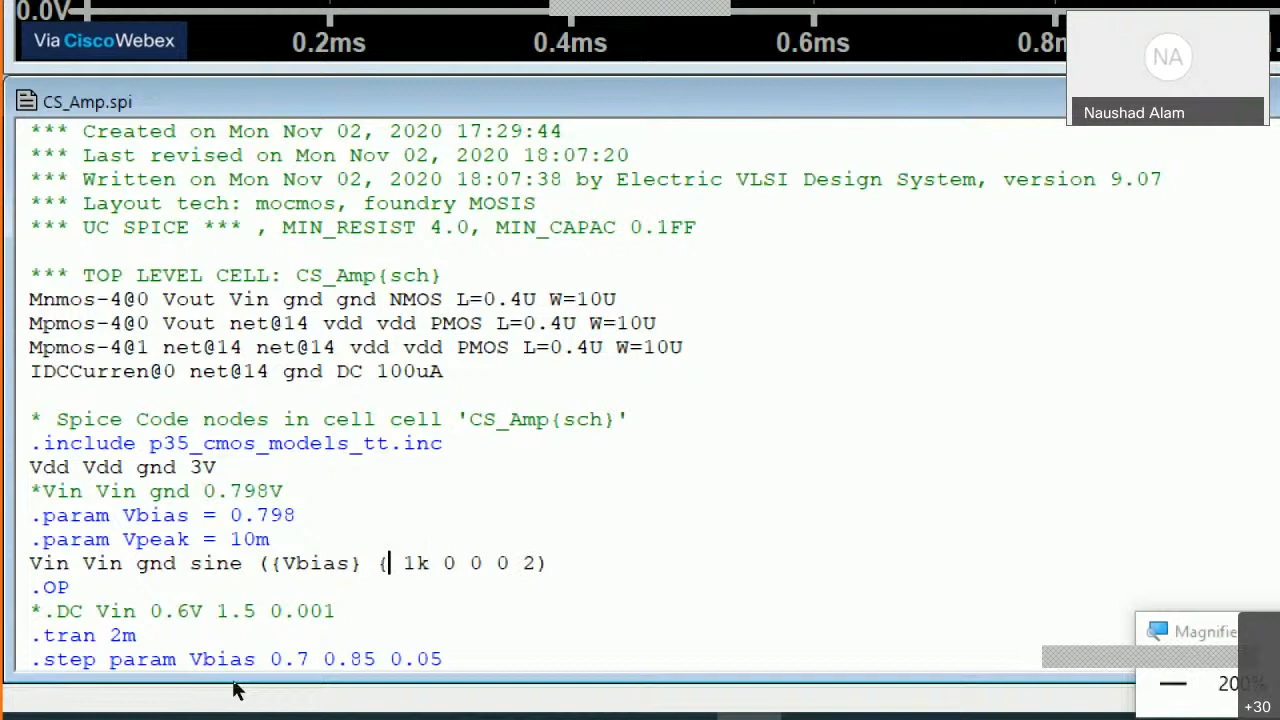 0.0V
Via CiscoWebex
0.2ms 0.4ms 0.6ms 0.8m
NA
Naushad Alam
CS_Amp.spi
*** Created on Mon Nov 02, 2020 17:29:44
*** Last revised on Mon Nov 02, 2020 18:07:20
*** Written on Mon Nov 02, 2020 18:07:38 by Electric VLSI Design System, version 9.07
*** Layout tech: mocmos, foundry MOSIS
*** UC SPICE *** , MIN_RESIST 4.0, MIN_CAPAC 0.1FF
*** TOP LEVEL CELL: CS_Amp{sch}
Mnmos-4@0 Vout Vin gnd gnd NMOS L=0.4U W=10U
Mpmos-4@0 Vout net@14 vdd vdd PMOS L=0.4U W=10U
Mpmos-4@1 net@14 net@14 vdd vdd PMOS L=0.4U W=10U
IDCCurren@0 net@14 gnd DC 100uA
* Spice Code nodes in cell cell 'CS_Amp{sch}'
.include p35_cmos_models_tt.inc
Vdd Vdd gnd 3V
*Vin Vin gnd 0.798V
.param Vbias = 0.798
.param Vpeak = 10m
Vin Vin gnd sine ({Vbias} { 1k 0 0 0 2)
.OP
*.DC Vin 0.6V 1.5 0.001
.tran 2m
.step param Vbias 0.7 0.85 0.05
Magnifie
200%
+30